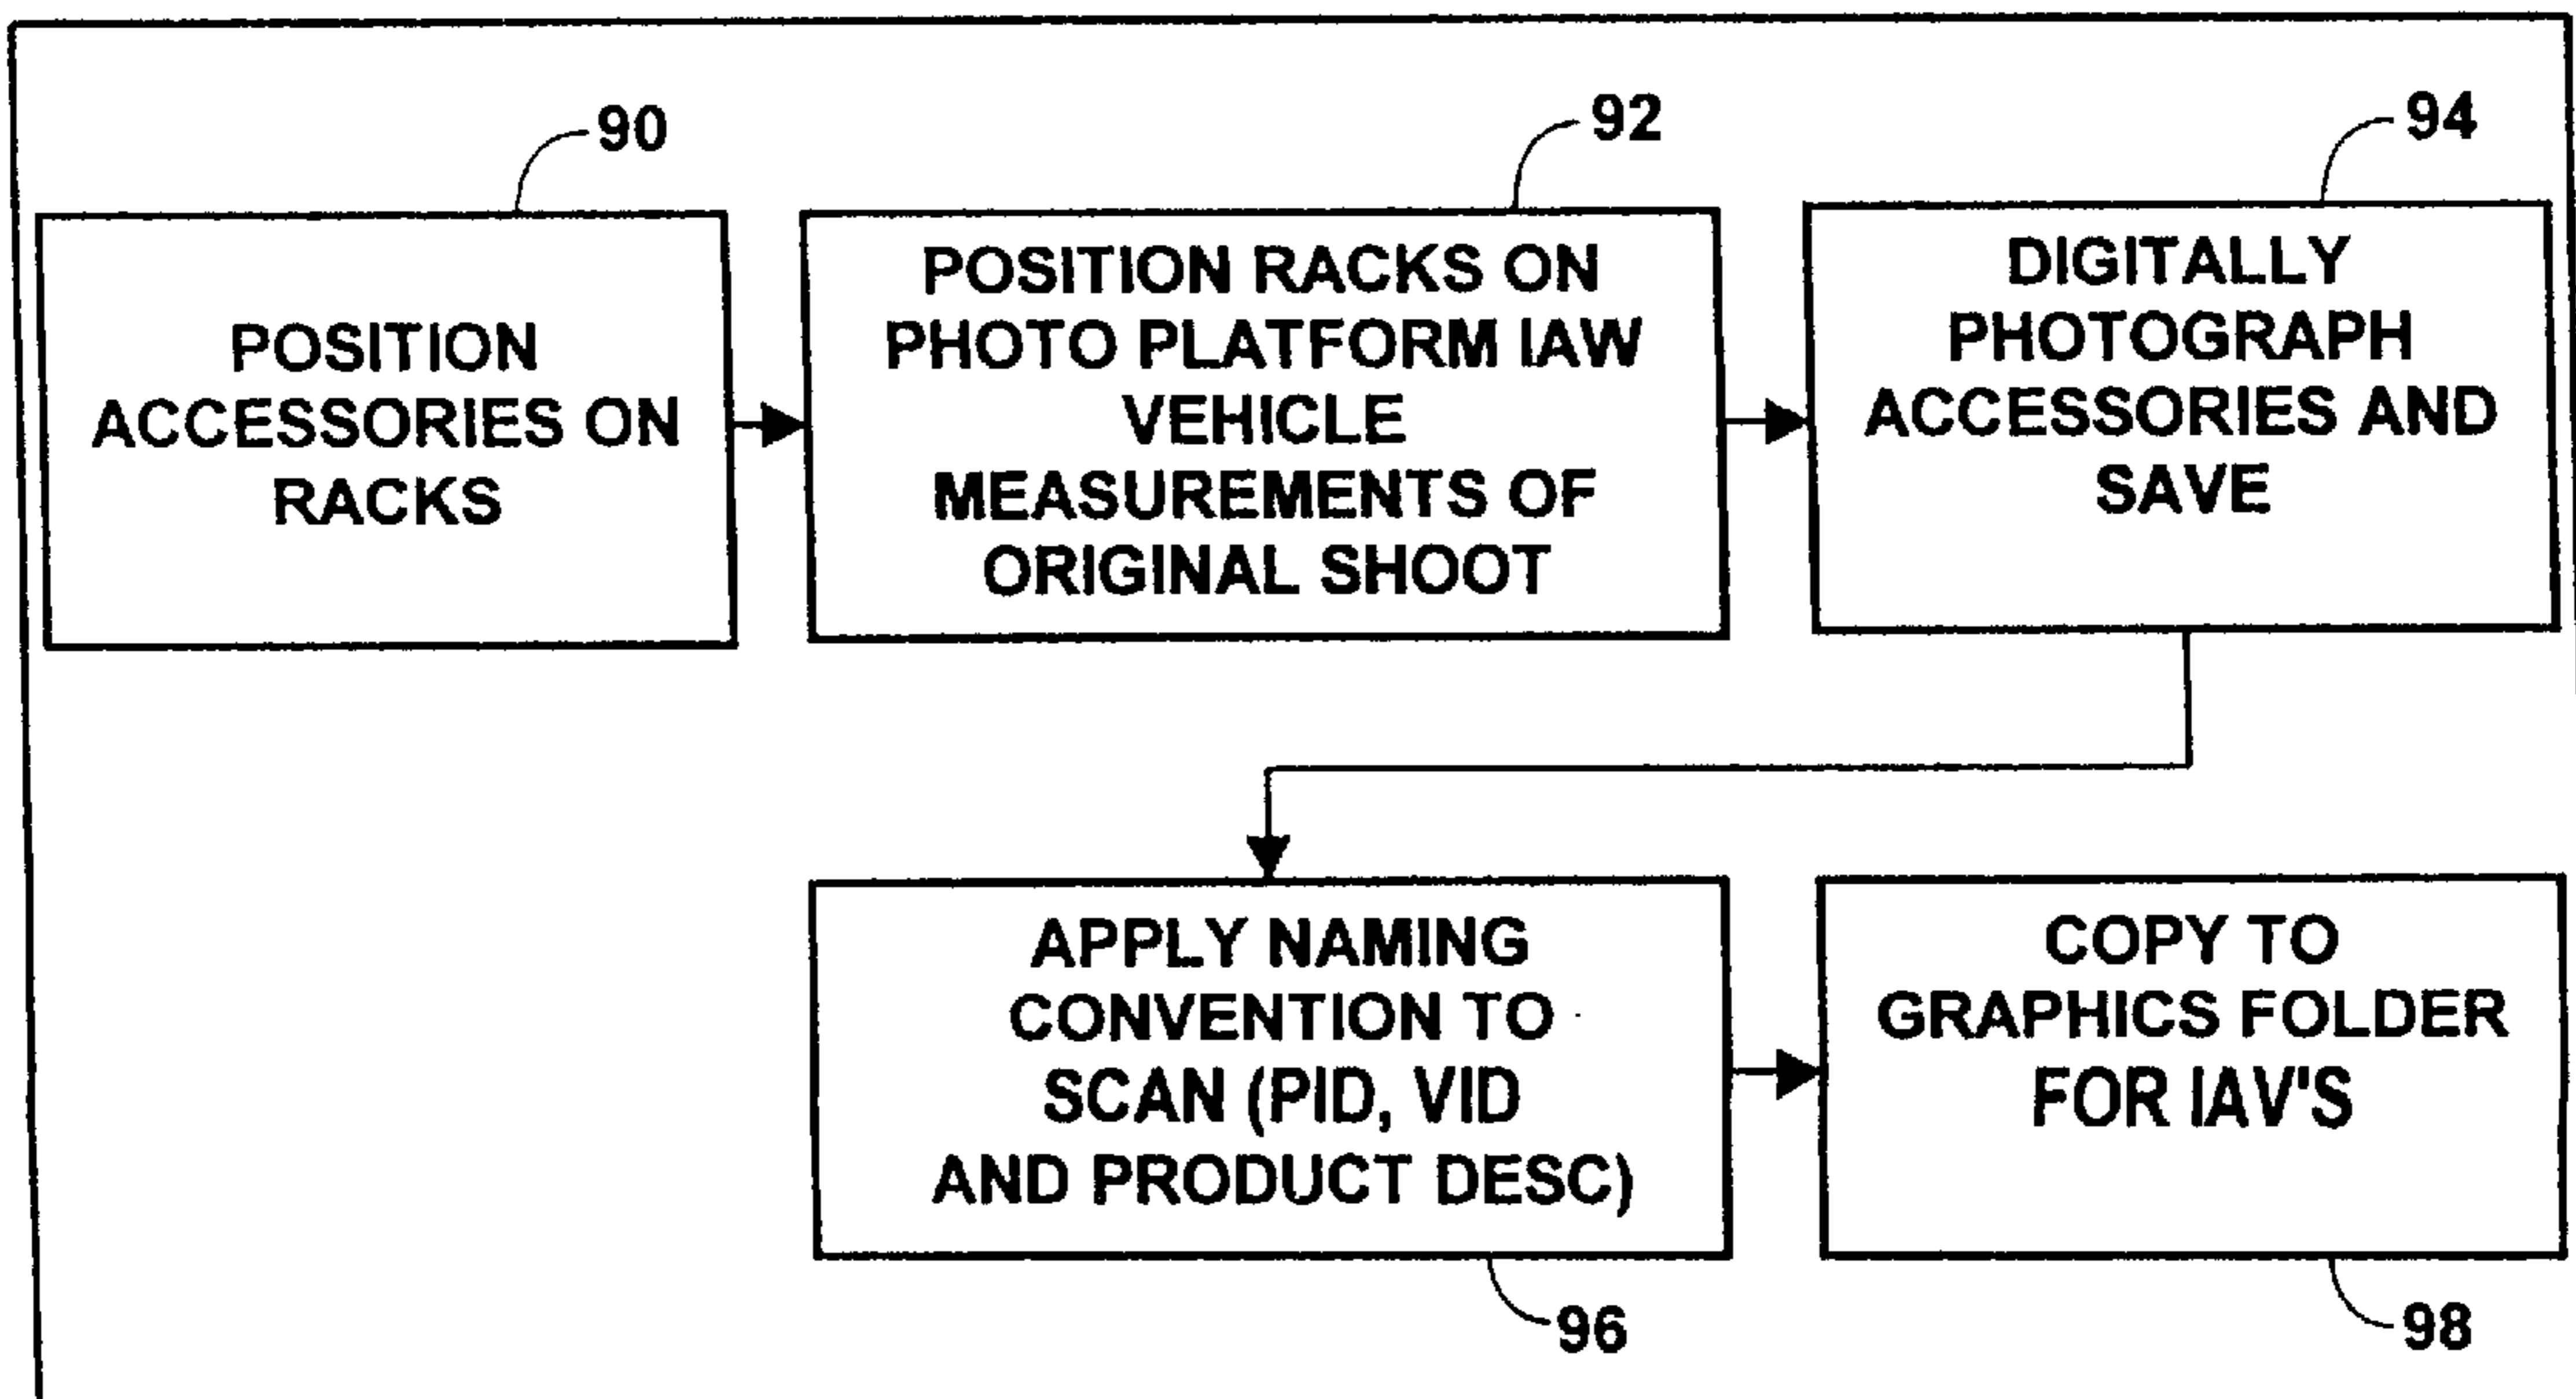 90
92
94
POSITION
ACCESSORIES ON
RACKS
POSITION RACKS ON
PHOTO PLATFORM IAW
VEHICLE
MEASUREMENTS OF
ORIGINAL SHOOT
DIGITALLY
PHOTOGRAPH
ACCESSORIES AND
SAVE
APPLY NAMING
CONVENTION TO
SCAN (PID, VID
AND PRODUCT DESC)
COPY TO
GRAPHICS FOLDER
FOR IAV'S
96
98